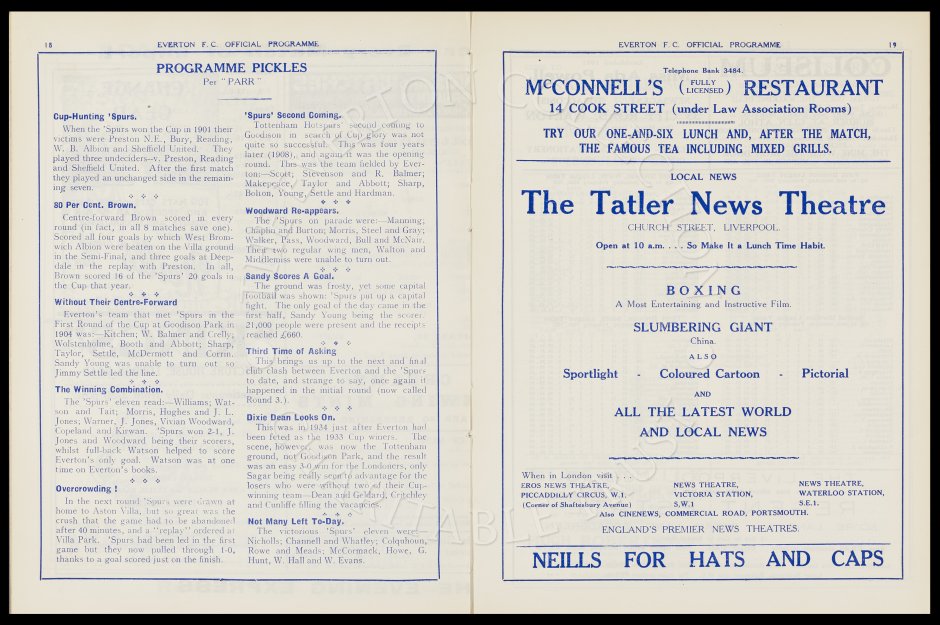 18
EVERTON F. C. OFFICIAL PROGRAMME
PROGRAMME PICKLES
Per "PARR"
Cup-Hunting 'Spurs.
When the 'Spurs won the Cup in 1901 their
victims were Preston N.E., Bury, Reading,
W. B. Albion and Sheffield United. They
played three undeciders--v. Preston, Reading
and Sheffield United. After the first match
they played an unchanged side in the remain-
ing seven.
80 Per Cent. Brown.
Centre-forward Brown scored in every
round (in fact, in all 8 matches save one).
Scored all four goals by which West Brom-
wich Albion were beaten on the Villa ground
in the Semi-Final, and three goals at Deep-
dale in the replay with Preston. In all,
Brown scored 16 of the 'Spurs' 20 goals in
the Cup that year.
Without Their Centre-Forward
Everton's team that met 'Spurs in the
First Round of the Cup at Goodison Park in
1904 was:—Kitchen; W. Balmer and Crelly;
Wolstenholme, Booth and Abbott; Sharp,
Taylor, Settle, McDermott and Corrin.
Sandy Young was unable to turn out so
Jimmy Settle led the line.
The Winning Combination.
The 'Spurs' eleven read:—Williams; Wat-
son and Tait; Morris, Hughes and J. L.
Jones; Warner, J. Jones, Vivian Woodward,
Copeland and Kirwan. 'Spurs won 2-1, J.
Jones and Woodward being their scorers,
whilst full-back Watson helped to score
Everton's only goal. Watson was at one
time on Everton's books.
Overcrowding !
In the next round 'Spurs were drawn at
home to Aston Villa, but so great was the
crush that the game had to be abandoned
after 40 minutes, and a "replay" ordered at
Villa Park. 'Spurs had been led in the first
game but they now pulled through 1-0,
thanks to a goal scored just on the finish.
'Spurs' Second Coming.
Tottenham Hotspurs' second coming to
Goodison in search of Cup glory was not
quite so successful. This was four years
later (1908), and again it was the opening
round. This was the team fielded by Ever-
ton:—Scott; Stevenson and R. Balmer;
Makepeace, Taylor and Abbott; Sharp,
Bolton, Young, Settle and Hardman.
Woodward Re-appears.
The 'Spurs on parade were:—Manning;
Chaplin and Burton; Morris, Steel and Gray;
Walker, Pass, Woodward, Bull and McNair.
Their two regular wing men, Walton and
Middlemiss were unable to turn out.
Sandy Scores A Goal.
The ground was frosty, yet some capital
football was shown: 'Spurs put up a capital
fight. The only goal of the day came in the
first half, Sandy Young being the scorer.
21,000 people were present and the receipts
reached £660.
Third Time of Asking
This brings us up to the next and final
club clash between Everton and the 'Spurs
to date, and strange to say, once again it
happened in the initial round (now called
Round 3.).
Dixie Dean Looks On.
This was in 1934 just after Everton had
been feted as the 1933 Cup winers. The
scene, however, was now the Tottenham
ground, not Goodison Park, and the result
was an easy 3-0 win for the Londoners, only
Sagar being really seen to advantage for the
losers who were without two of their Cup-
winning team—Dean and Geldard, Critchley
and Cunliffe filling the vacancies.
Not Many Left To-Day.
The victorious 'Spurs eleven were:—
Nicholls; Channell and Whatley; Colquhoun,
Rowe and Meads; McCormack, Howe, G.
Hunt, W. Hall and W. Evans.
EVERTON F. C. OFFICIAL PROGRAMME
19
Telephone Bank 3484.
McCONNELL'S (FULLY LICENSED) RESTAURANT
14 COOK STREET (under Law Association Rooms)
TRY OUR ONE-AND-SIX LUNCH AND, AFTER THE MATCH,
THE FAMOUS TEA INCLUDING MIXED GRILLS.
LOCAL NEWS
The Tatler News Theatre
CHURCH STREET, LIVERPOOL.
Open at 10 a.m. . . . So Make It a Lunch Time Habit.
BOXING
A Most Entertaining and Instructive Film.
SLUMBERING GIANT
China.
ALSO
Sportlight - Coloured Cartoon - Pictorial
AND
ALL THE LATEST WORLD
AND LOCAL NEWS
When in London visit . . .
EROS NEWS THEATRE,
PICCADILLY CIRCUS, W.1.
(Corner of Shaftesbury Avenue)
NEWS THEATRE,
VICTORIA STATION,
S.W.1
NEWS THEATRE,
WATERLOO STATION,
S.E.1.
Also CINENEWS, COMMERCIAL ROAD, PORTSMOUTH.
ENGLAND'S PREMIER NEWS THEATRES.
NEILLS FOR HATS AND CAPS